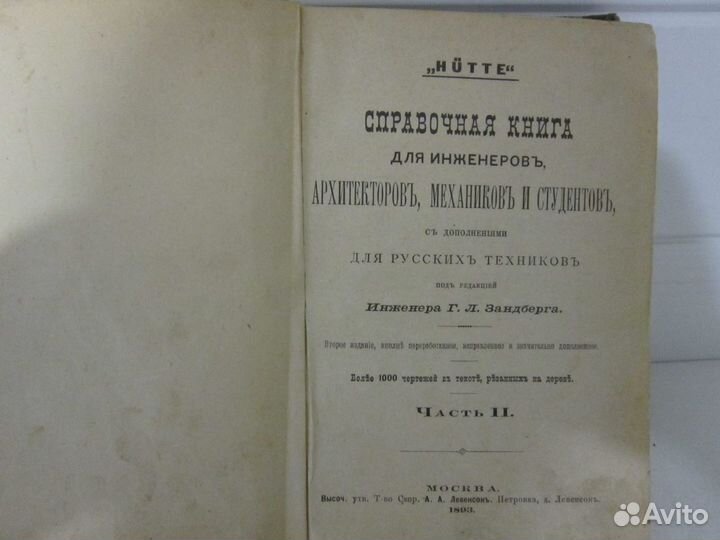 „HÜTTE“
СПРАВОЧНАЯ КНИГА
ДЛЯ ИНЖЕНЕРОВЪ,
АРХИТЕКТОРОВЪ, МЕХАНИКОВЪ И СТУДЕНТОВЪ,
СЪ ДОПОЛНЕНІЯМИ
ДЛЯ РУССКИХЪ ТЕХНИКОВЪ
ПОДЪ РЕДАКЦІЕЙ
Инженера Г. Л. Зандберга.
Второе изданіе, вполнѣ переработанное, исправленное и значительно дополненное.
Болѣе 1000 чертежей въ текстѣ, рѣзанныхъ на деревѣ.
ЧАСТЬ II.
МОСКВА.
Высоч. утв. Т-во Скор. А. А. Левенсонъ. Петровка, д. Левенсонъ.
1893.
Avito